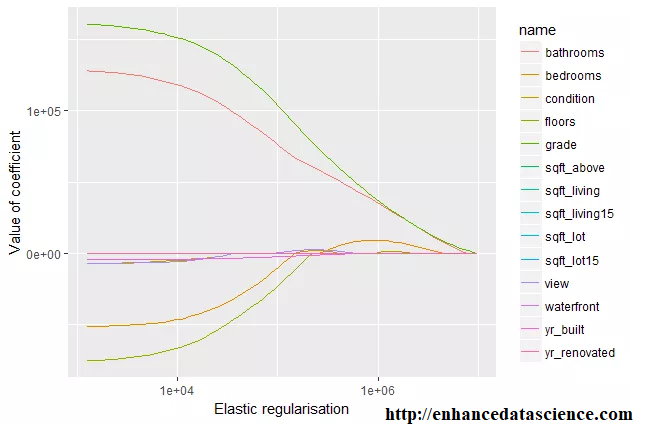 name
bathrooms
bedrooms
condition
floors
grade
sqft_above
sqft_living
sqft_living15
sqft_lot
sqft_lot15
view
waterfront
yr_built
yr_renovated
Value of coefficient
1e+05
0e+00
1e+04
1e+06
Elastic regularisation
http://enhancedatascience.com